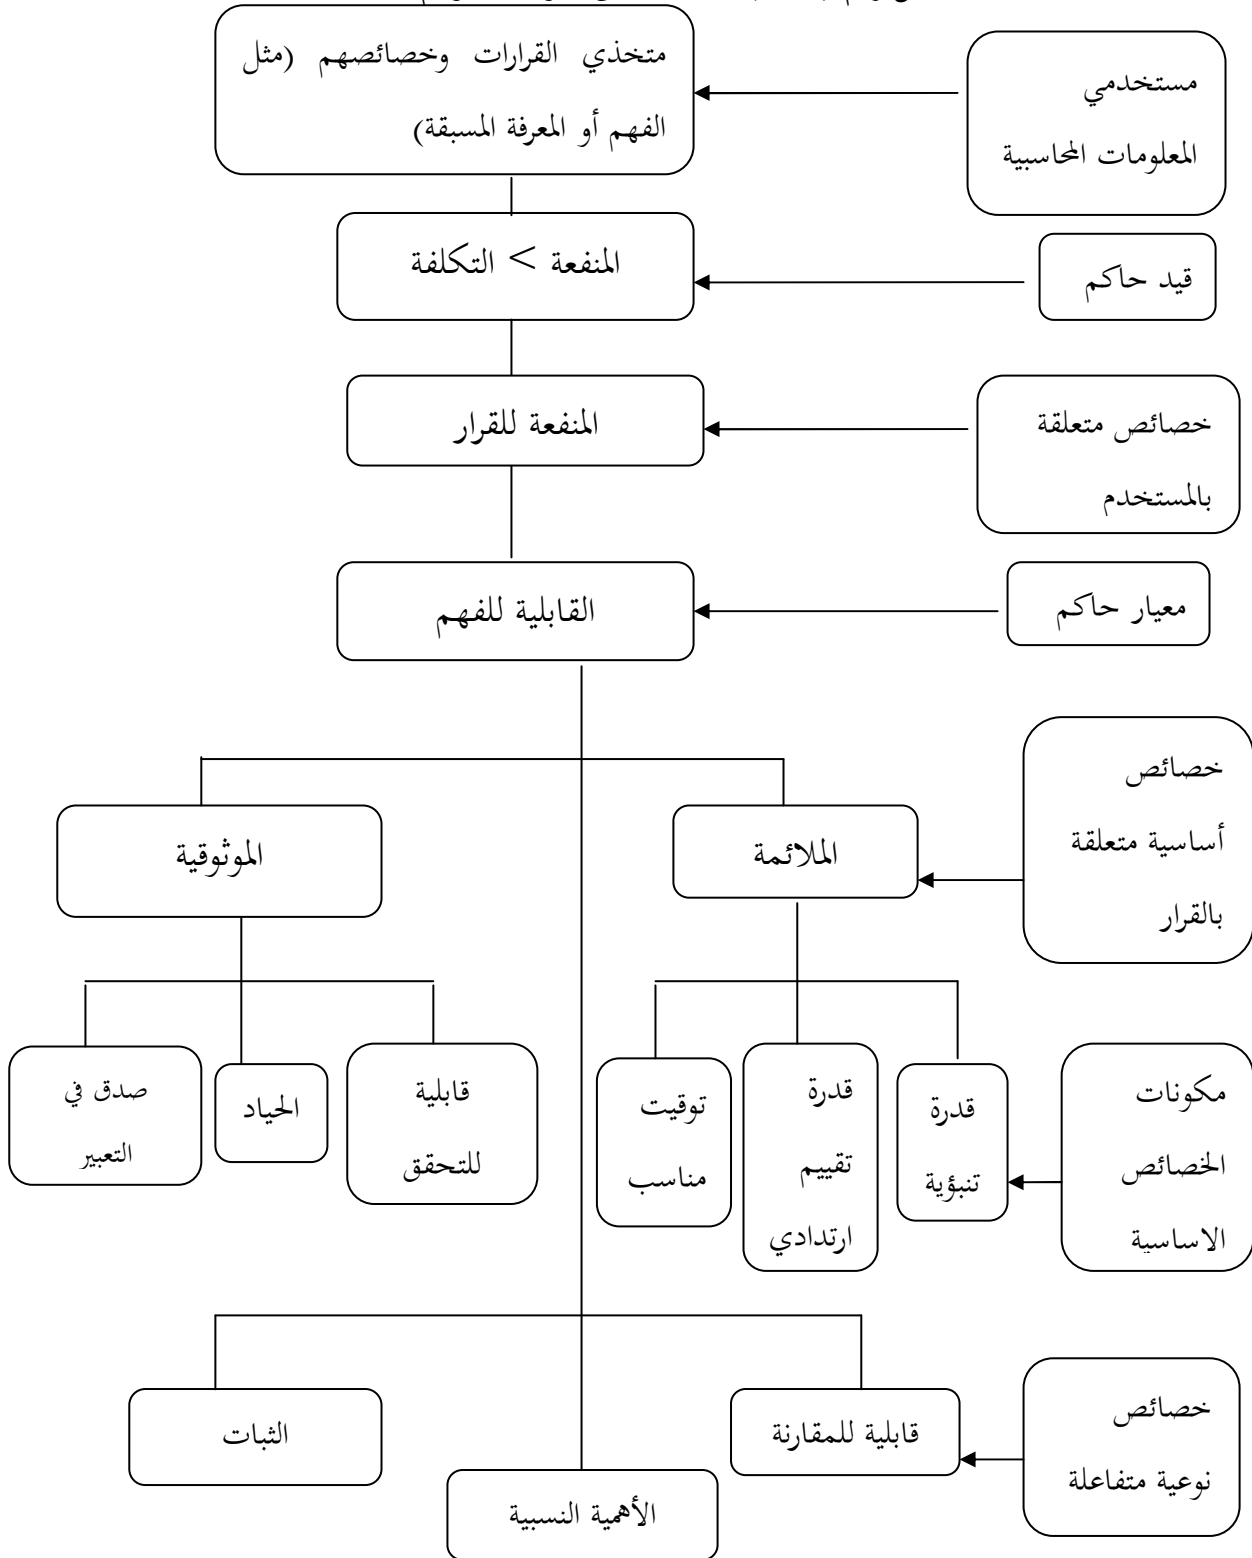 متخذي القرارات وخصائصهم (مثل
الفهم أو المعرفة المسبقة)
مستخدمي
المعلومات المحاسبية
المنفعة > التكلفة
قيد حاكم
المنفعة للقرار
خصائص متعلقة
بالمستخدم
القابلية للفهم
معيار حاكم
خصائص
أساسية متعلقة
بالقرار
الملائمة
الموثوقية
مكونات
الخصائص
الاساسية
قدرة
تنبؤية
قدرة
تقييم
ارتدادي
توقيت
مناسب
قابلية
للتحقق
الحياد
صدق في
التعبير
خصائص
نوعية متفاعلة
قابلية للمقارنة
الثبات
الأهمية النسبية